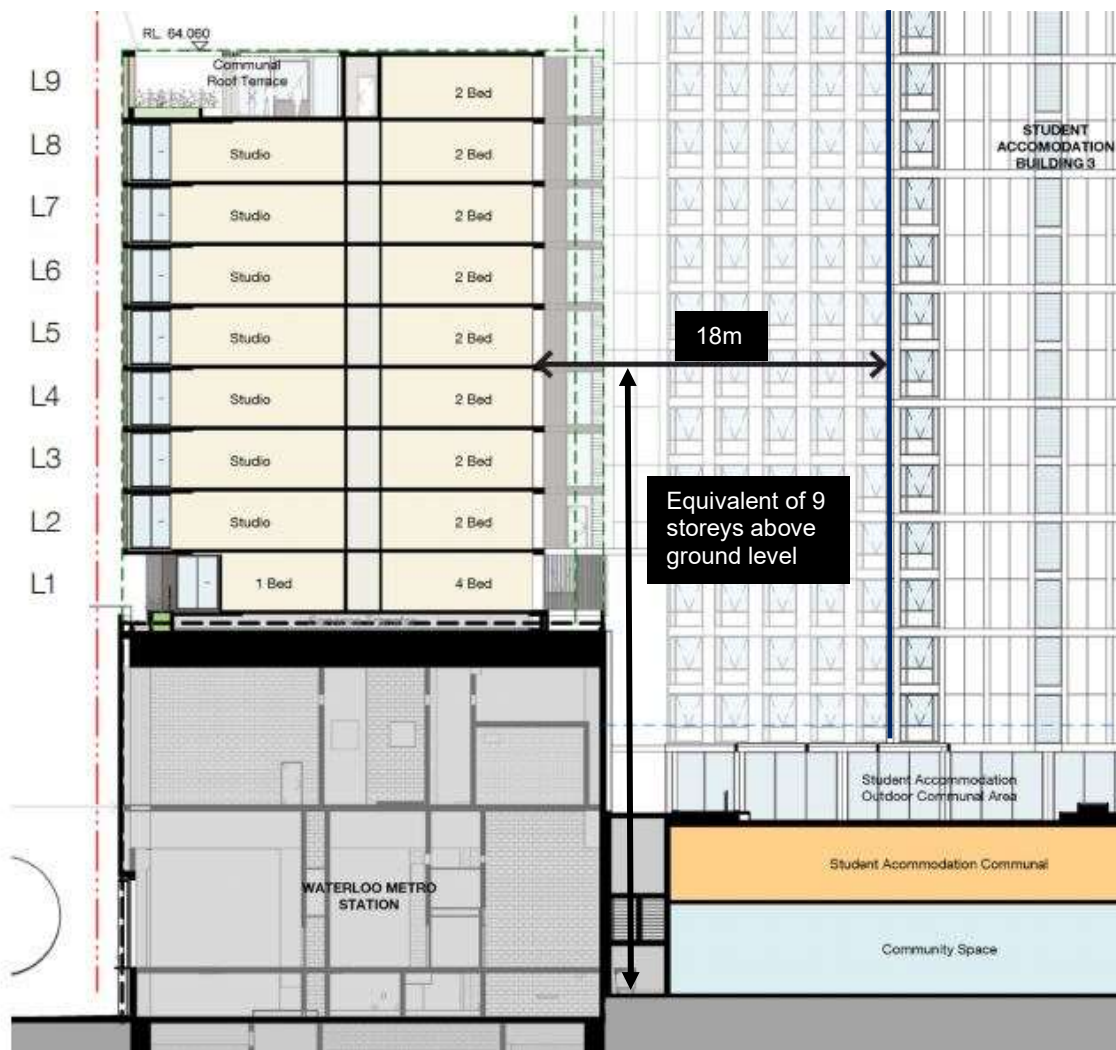 RL 64.060
Communal
Roof Terrace
L9
2 Bed
STUDENT
ACCOMODATION
BUILDING 3
L8
Studio
2 Bed
L7
Studio
2 Bed
L6
Studio
2 Bed
L5
Studio
2 Bed
18m
L4
Studio
2 Bed
L3
Studio
2 Bed
L2
Studio
2 Bed
Equivalent of 9
storeys above
ground level
L1
1 Bed
4 Bed
Student Accommodation
Outdoor Communal Area
Student Acommodation Communal
WATERLOO METRO
STATION
Community Space